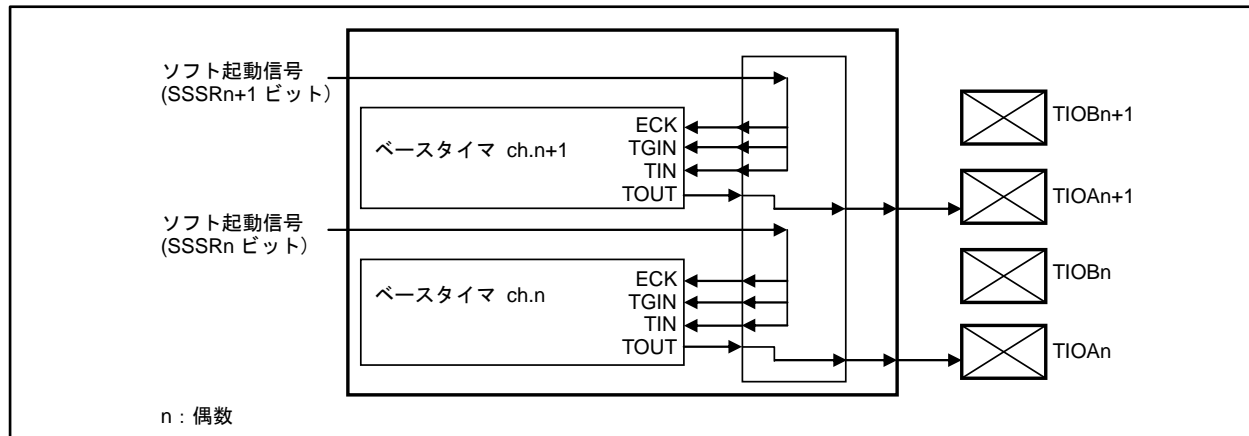 ソフト起動信号
(SSSRn+1 ビット)
ベースタイマ ch.n+1
ECK
TGIN
TIN
TOUT
TIOBn+1
TIOAn+1
ソフト起動信号
(SSSRn ビット)
ベースタイマ ch.n
ECK
TGIN
TIN
TOUT
TIOBn
TIOAn
n：偶数